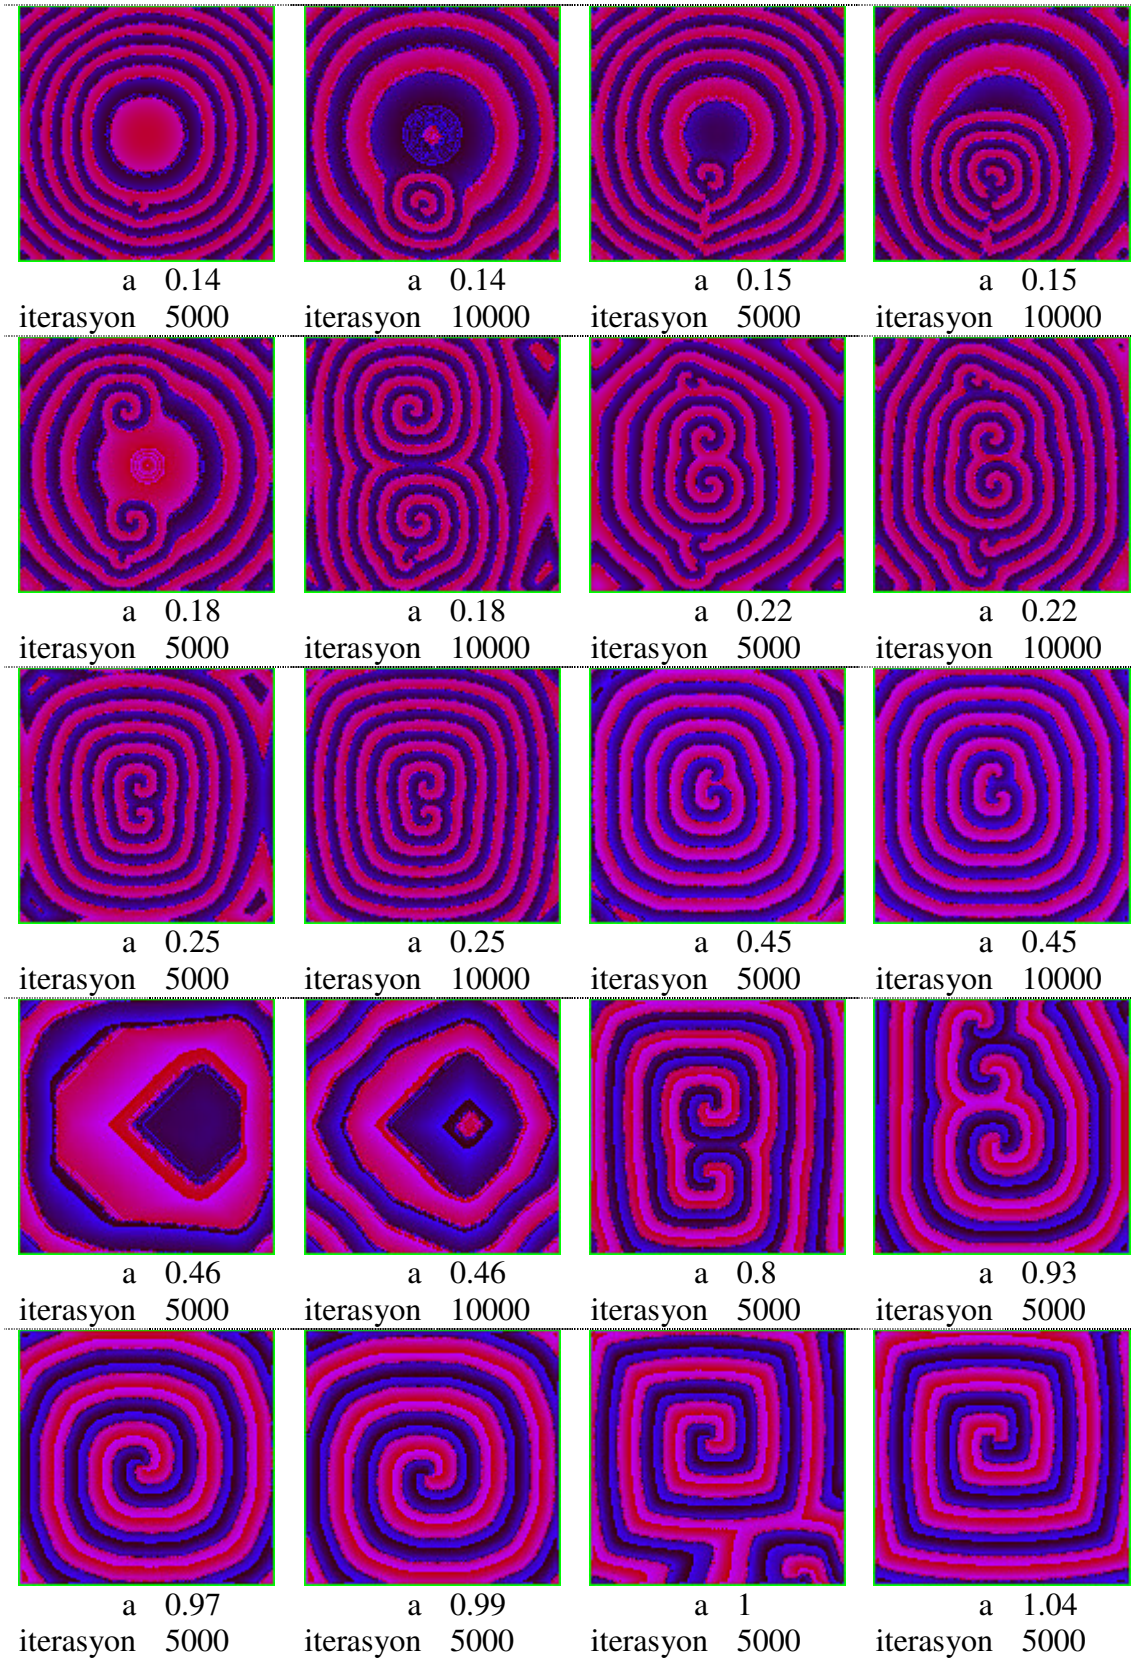 a 0.14 a 0.14 a 0.15 a 0.15
iterasyon 5000 iterasyon 10000 iterasyon 5000 iterasyon 10000
a 0.18 a 0.18 a 0.22 a 0.22
iterasyon 5000 iterasyon 10000 iterasyon 5000 iterasyon 10000
a 0.25 a 0.25 a 0.45 a 0.45
iterasyon 5000 iterasyon 10000 iterasyon 5000 iterasyon 10000
a 0.46 a 0.46 a 0.8 a 0.93
iterasyon 5000 iterasyon 10000 iterasyon 5000 iterasyon 5000
a 0.97 a 0.99 a 1 a 1.04
iterasyon 5000 iterasyon 5000 iterasyon 5000 iterasyon 5000